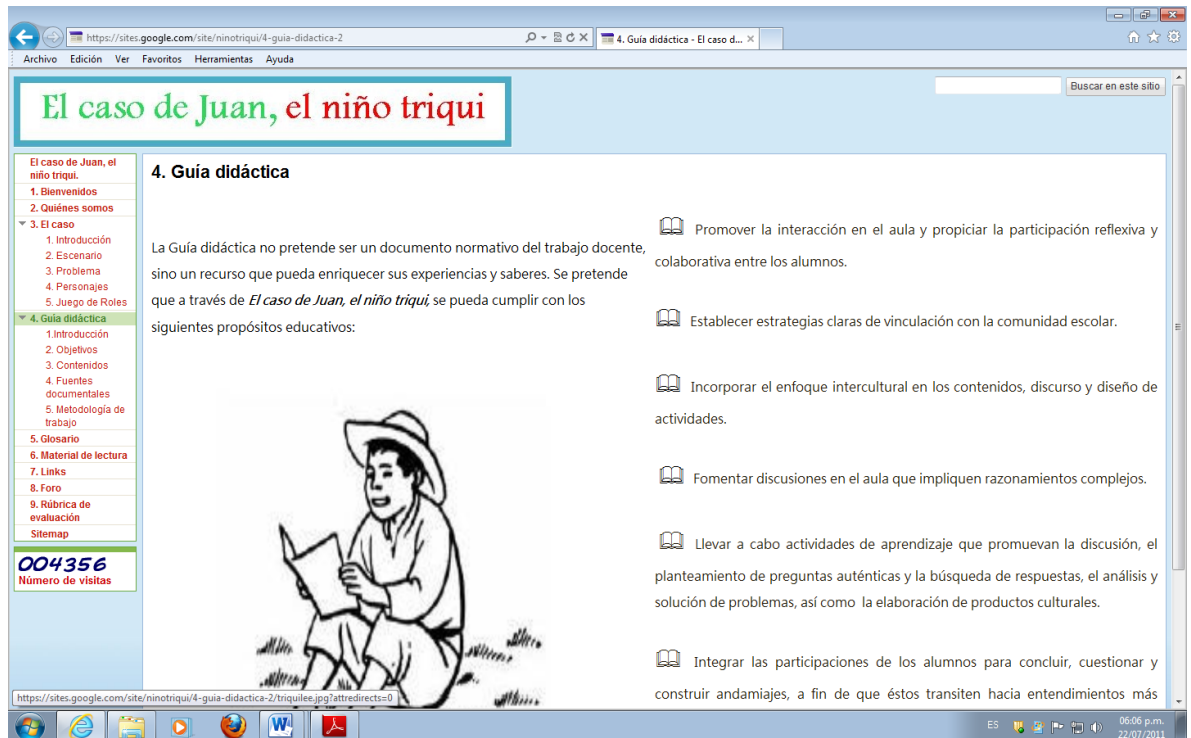 https://sites.google.com/site/ninotriqui/4-guia-didactica-2
4. Guía didáctica - El caso d...
Archivo Edición Ver Favoritos Herramientas Ayuda
El caso de Juan, el niño triqui
Buscar en este sitio
El caso de Juan, el
niño triqui.
1. Bienvenidos
2. Quiénes somos
3. El caso
1. Introducción
2. Escenario
3. Problema
4. Personajes
5. Juego de Roles
4. Guía didáctica
1.Introducción
2. Objetivos
3. Contenidos
4. Fuentes
documentales
5. Metodología de
trabajo
5. Glosario
6. Material de lectura
7. Links
8. Foro
9. Rúbrica de
evaluación
Sitemap
004356
Número de visitas
4. Guía didáctica
La Guía didáctica no pretende ser un documento normativo del trabajo docente,
sino un recurso que pueda enriquecer sus experiencias y saberes. Se pretende
que a través de El caso de Juan, el niño triqui, se pueda cumplir con los
siguientes propósitos educativos:
Promover la interacción en el aula y propiciar la participación reflexiva y
colaborativa entre los alumnos.
Establecer estrategias claras de vinculación con la comunidad escolar.
Incorporar el enfoque intercultural en los contenidos, discurso y diseño de
actividades.
Fomentar discusiones en el aula que impliquen razonamientos complejos.
Llevar a cabo actividades de aprendizaje que promuevan la discusión, el
planteamiento de preguntas auténticas y la búsqueda de respuestas, el análisis y
solución de problemas, así como la elaboración de productos culturales.
Integrar las participaciones de los alumnos para concluir, cuestionar y
construir andamiajes, a fin de que éstos transiten hacia entendimientos más
https://sites.google.com/site/ninotriqui/4-guia-didactica-2/triquilee.jpg?attredirects=0
ES
06:06 p.m.
22/07/2011